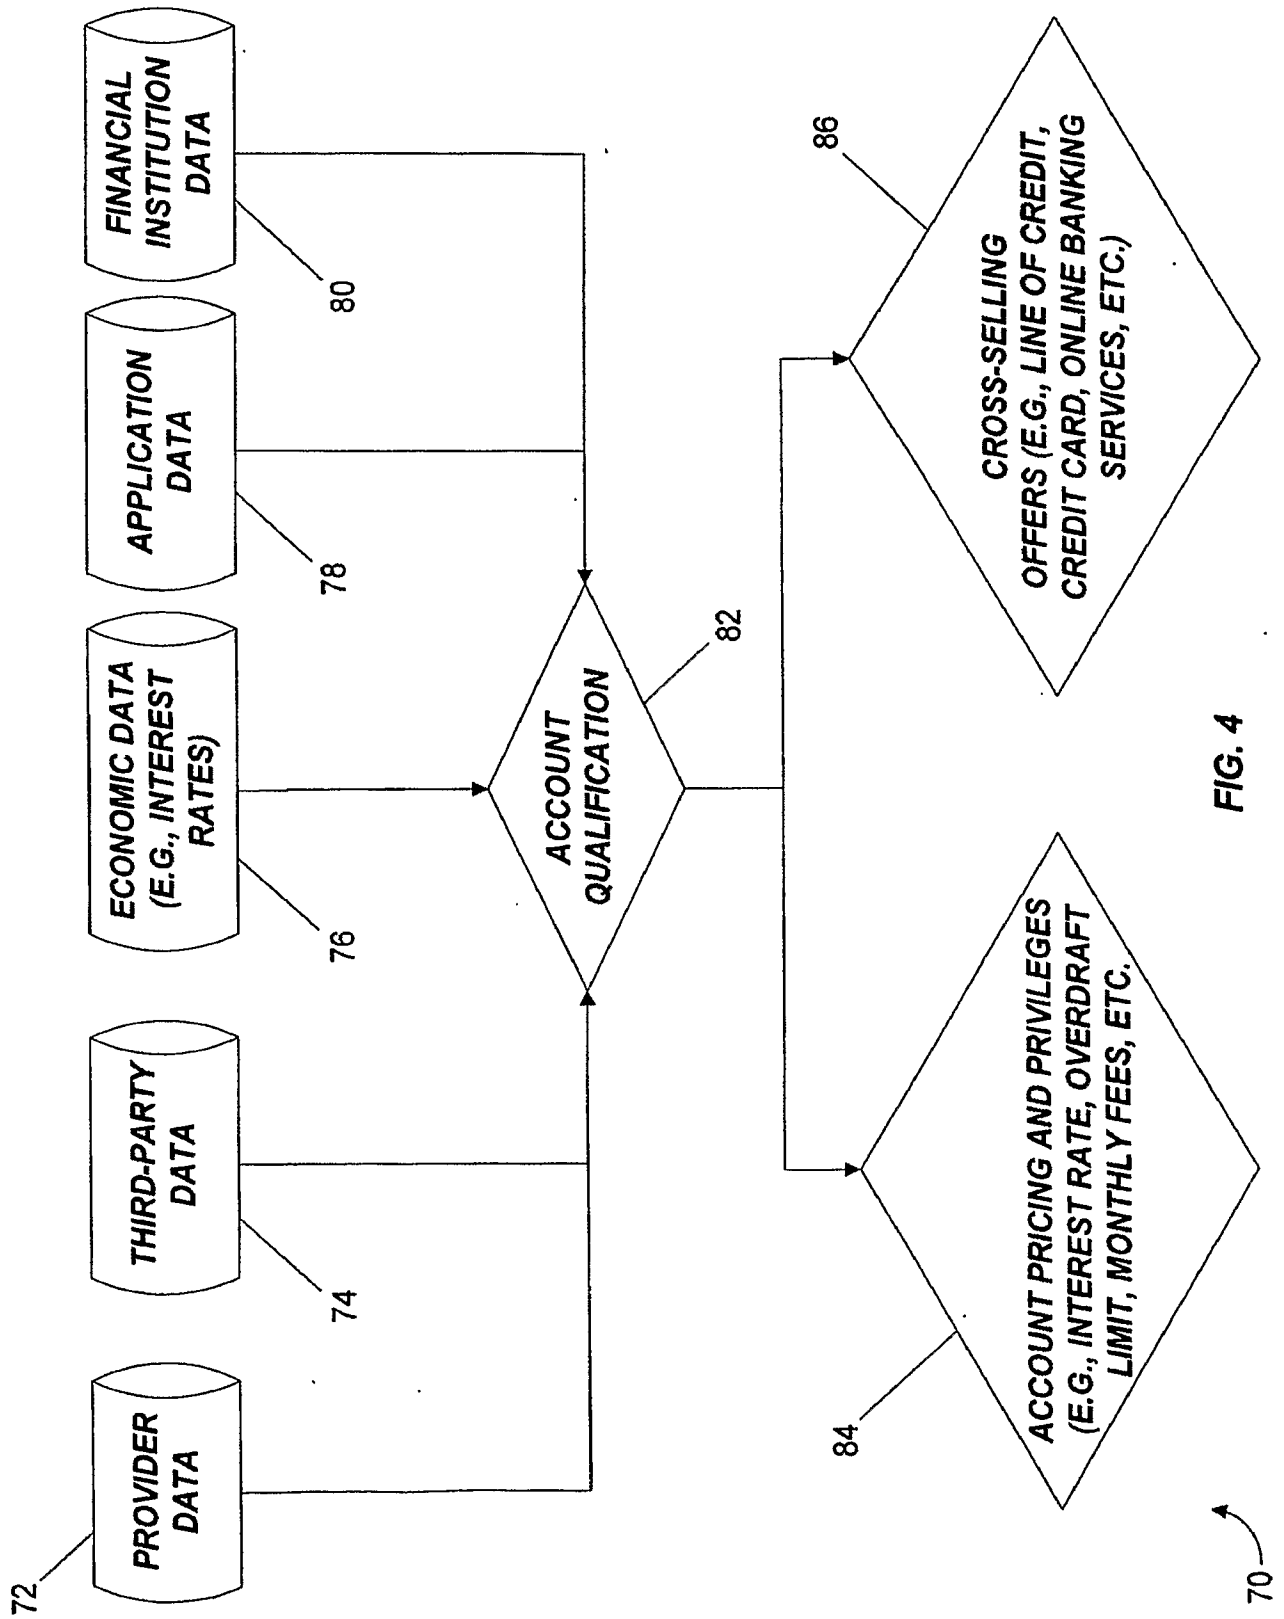 72
PROVIDER
DATA
THIRD-PARTY
DATA
74
ECONOMIC DATA
(E.G., INTEREST
RATES)
76
APPLICATION
DATA
78
FINANCIAL
INSTITUTION
DATA
80
ACCOUNT
QUALIFICATION
82
84
ACCOUNT PRICING AND PRIVILEGES
(E.G., INTEREST RATE, OVERDRAFT
LIMIT, MONTHLY FEES, ETC.
86
CROSS-SELLING
OFFERS (E.G., LINE OF CREDIT,
CREDIT CARD, ONLINE BANKING
SERVICES, ETC.)
70
FIG. 4